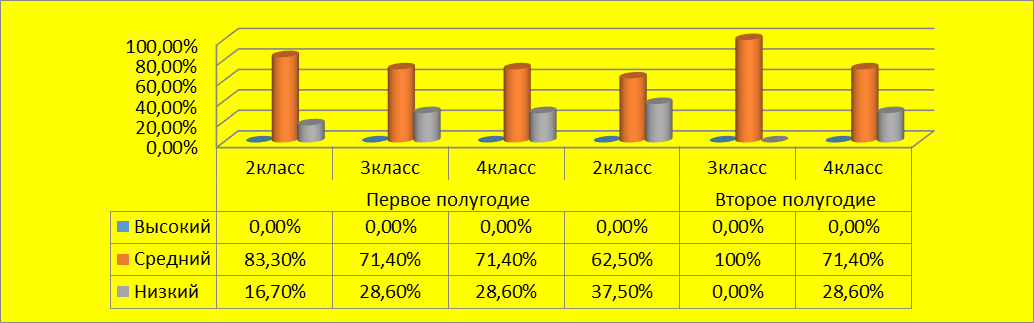 100,00%
80,00%
60,00%
40,00%
20,00%
0,00%
2класс 3класс 4класс 2класс 3класс 4класс
Первое полугодие Второе полугодие
Высокий 0,00% 0,00% 0,00% 0,00% 0,00% 0,00%
Средний 83,30% 71,40% 71,40% 62,50% 100% 71,40%
Низкий 16,70% 28,60% 28,60% 37,50% 0,00% 28,60%